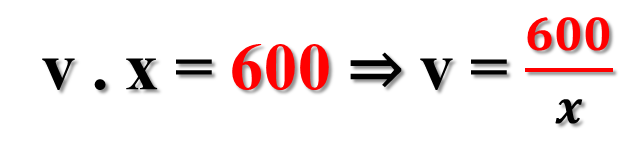 v . x = 600 ⇒ v = 600/x